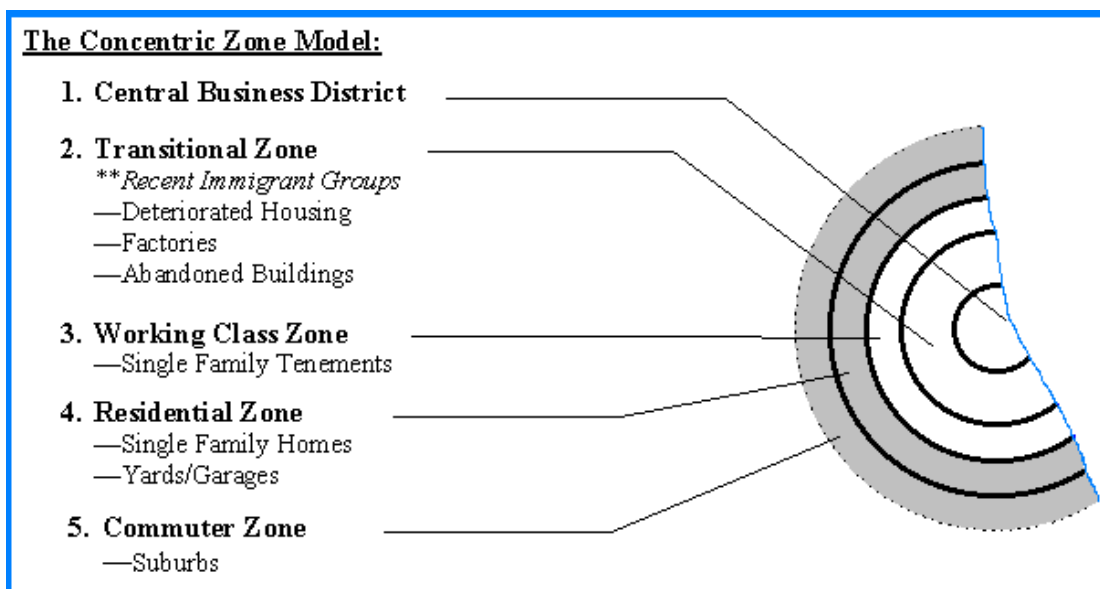 The Concentric Zone Model:
1. Central Business District
2. Transitional Zone
**Recent Immigrant Groups
—Deteriorated Housing
—Factories
—Abandoned Buildings
3. Working Class Zone
—Single Family Tenements
4. Residential Zone
—Single Family Homes
—Yards/Garages
5. Commuter Zone
—Suburbs